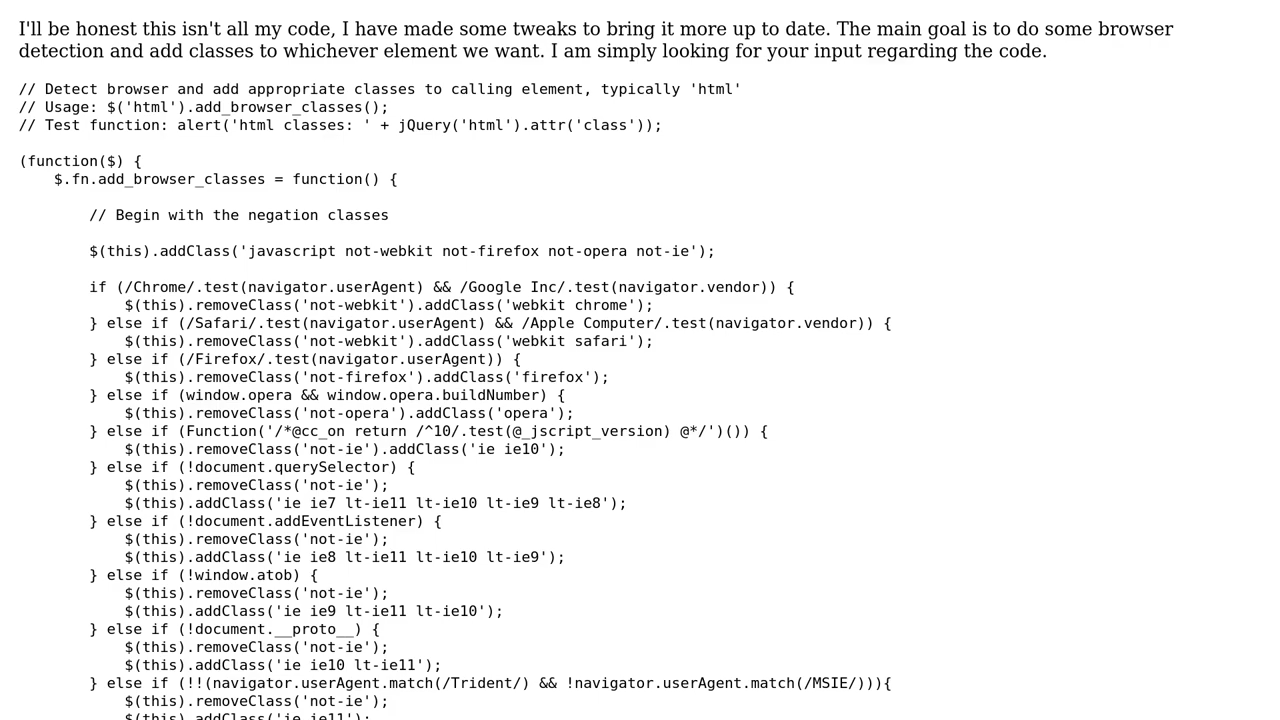 I'll be honest this isn't all my code, I have made some tweaks to bring it more up to date. The main goal is to do some browser
detection and add classes to whichever element we want. I am simply looking for your input regarding the code.
// Detect browser and add appropriate classes to calling element, typically 'html'
// Usage: $('html').add_browser_classes();
// Test function: alert('html classes: ' + jQuery('html').attr('class'));
(function($) {
    $.fn.add_browser_classes = function() {
        // Begin with the negation classes
        $(this).addClass('javascript not-webkit not-firefox not-opera not-ie');
        if (/Chrome/.test(navigator.userAgent) && /Google Inc/.test(navigator.vendor)) {
            $(this).removeClass('not-webkit').addClass('webkit chrome');
        } else if (/Safari/.test(navigator.userAgent) && /Apple Computer/.test(navigator.vendor)) {
            $(this).removeClass('not-webkit').addClass('webkit safari');
        } else if (/Firefox/.test(navigator.userAgent)) {
            $(this).removeClass('not-firefox').addClass('firefox');
        } else if (window.opera && window.opera.buildNumber) {
            $(this).removeClass('not-opera').addClass('opera');
        } else if (Function('/*@cc_on return /^10/.test(@_jscript_version) @*/')()) {
            $(this).removeClass('not-ie').addClass('ie ie10');
        } else if (!document.querySelector) {
            $(this).removeClass('not-ie');
            $(this).addClass('ie ie7 lt-ie11 lt-ie10 lt-ie9 lt-ie8');
        } else if (!document.addEventListener) {
            $(this).removeClass('not-ie');
            $(this).addClass('ie ie8 lt-ie11 lt-ie10 lt-ie9');
        } else if (!window.atob) {
            $(this).removeClass('not-ie');
            $(this).addClass('ie ie9 lt-ie11 lt-ie10');
        } else if (!document.__proto__) {
            $(this).removeClass('not-ie');
            $(this).addClass('ie ie10 lt-ie11');
        } else if (!!(navigator.userAgent.match(/Trident/) && !navigator.userAgent.match(/MSIE/))){
            $(this).removeClass('not-ie');
            $(this).addClass('ie ie11');